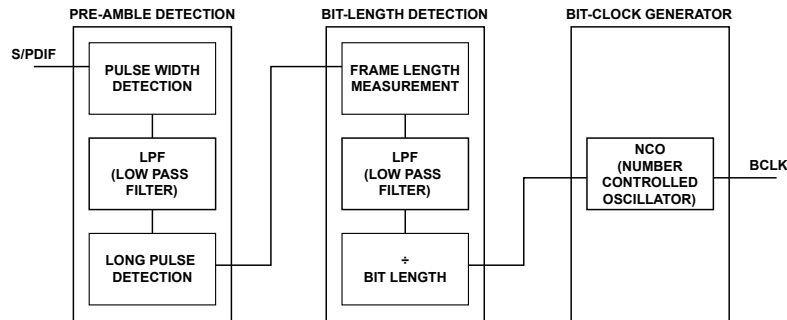 PRE-AMBLE DETECTION
S/PDIF
PULSE WIDTH
DETECTION
LPF
(LOW PASS
FILTER)
LONG PULSE
DETECTION
BIT-LENGTH DETECTION
FRAME LENGTH
MEASUREMENT
LPF
(LOW PASS
FILTER)
÷
BIT LENGTH
BIT-CLOCK GENERATOR
NCO
(NUMBER
CONTROLLED
OSCILLATOR)
BCLK